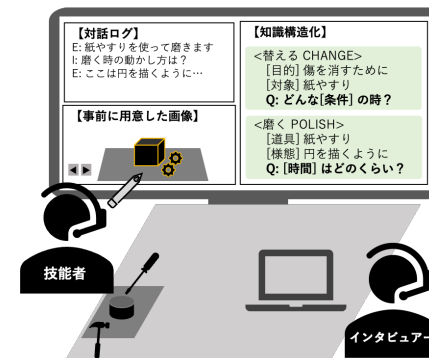 【対話ログ】
E: 紙やすりを使って磨きます
I: 磨く時の動かし方は？
E: ここは円を描くように…
【事前に用意した画像】
【知識構造化】
<替える CHANGE>
[目的] 傷を消すために
[対象] 紙やすり
Q: どんな[条件] の時？
<磨く POLISH>
[道具] 紙やすり
[様態] 円を描くように
Q: [時間] はどのくらい？
技能者
インタビュアー